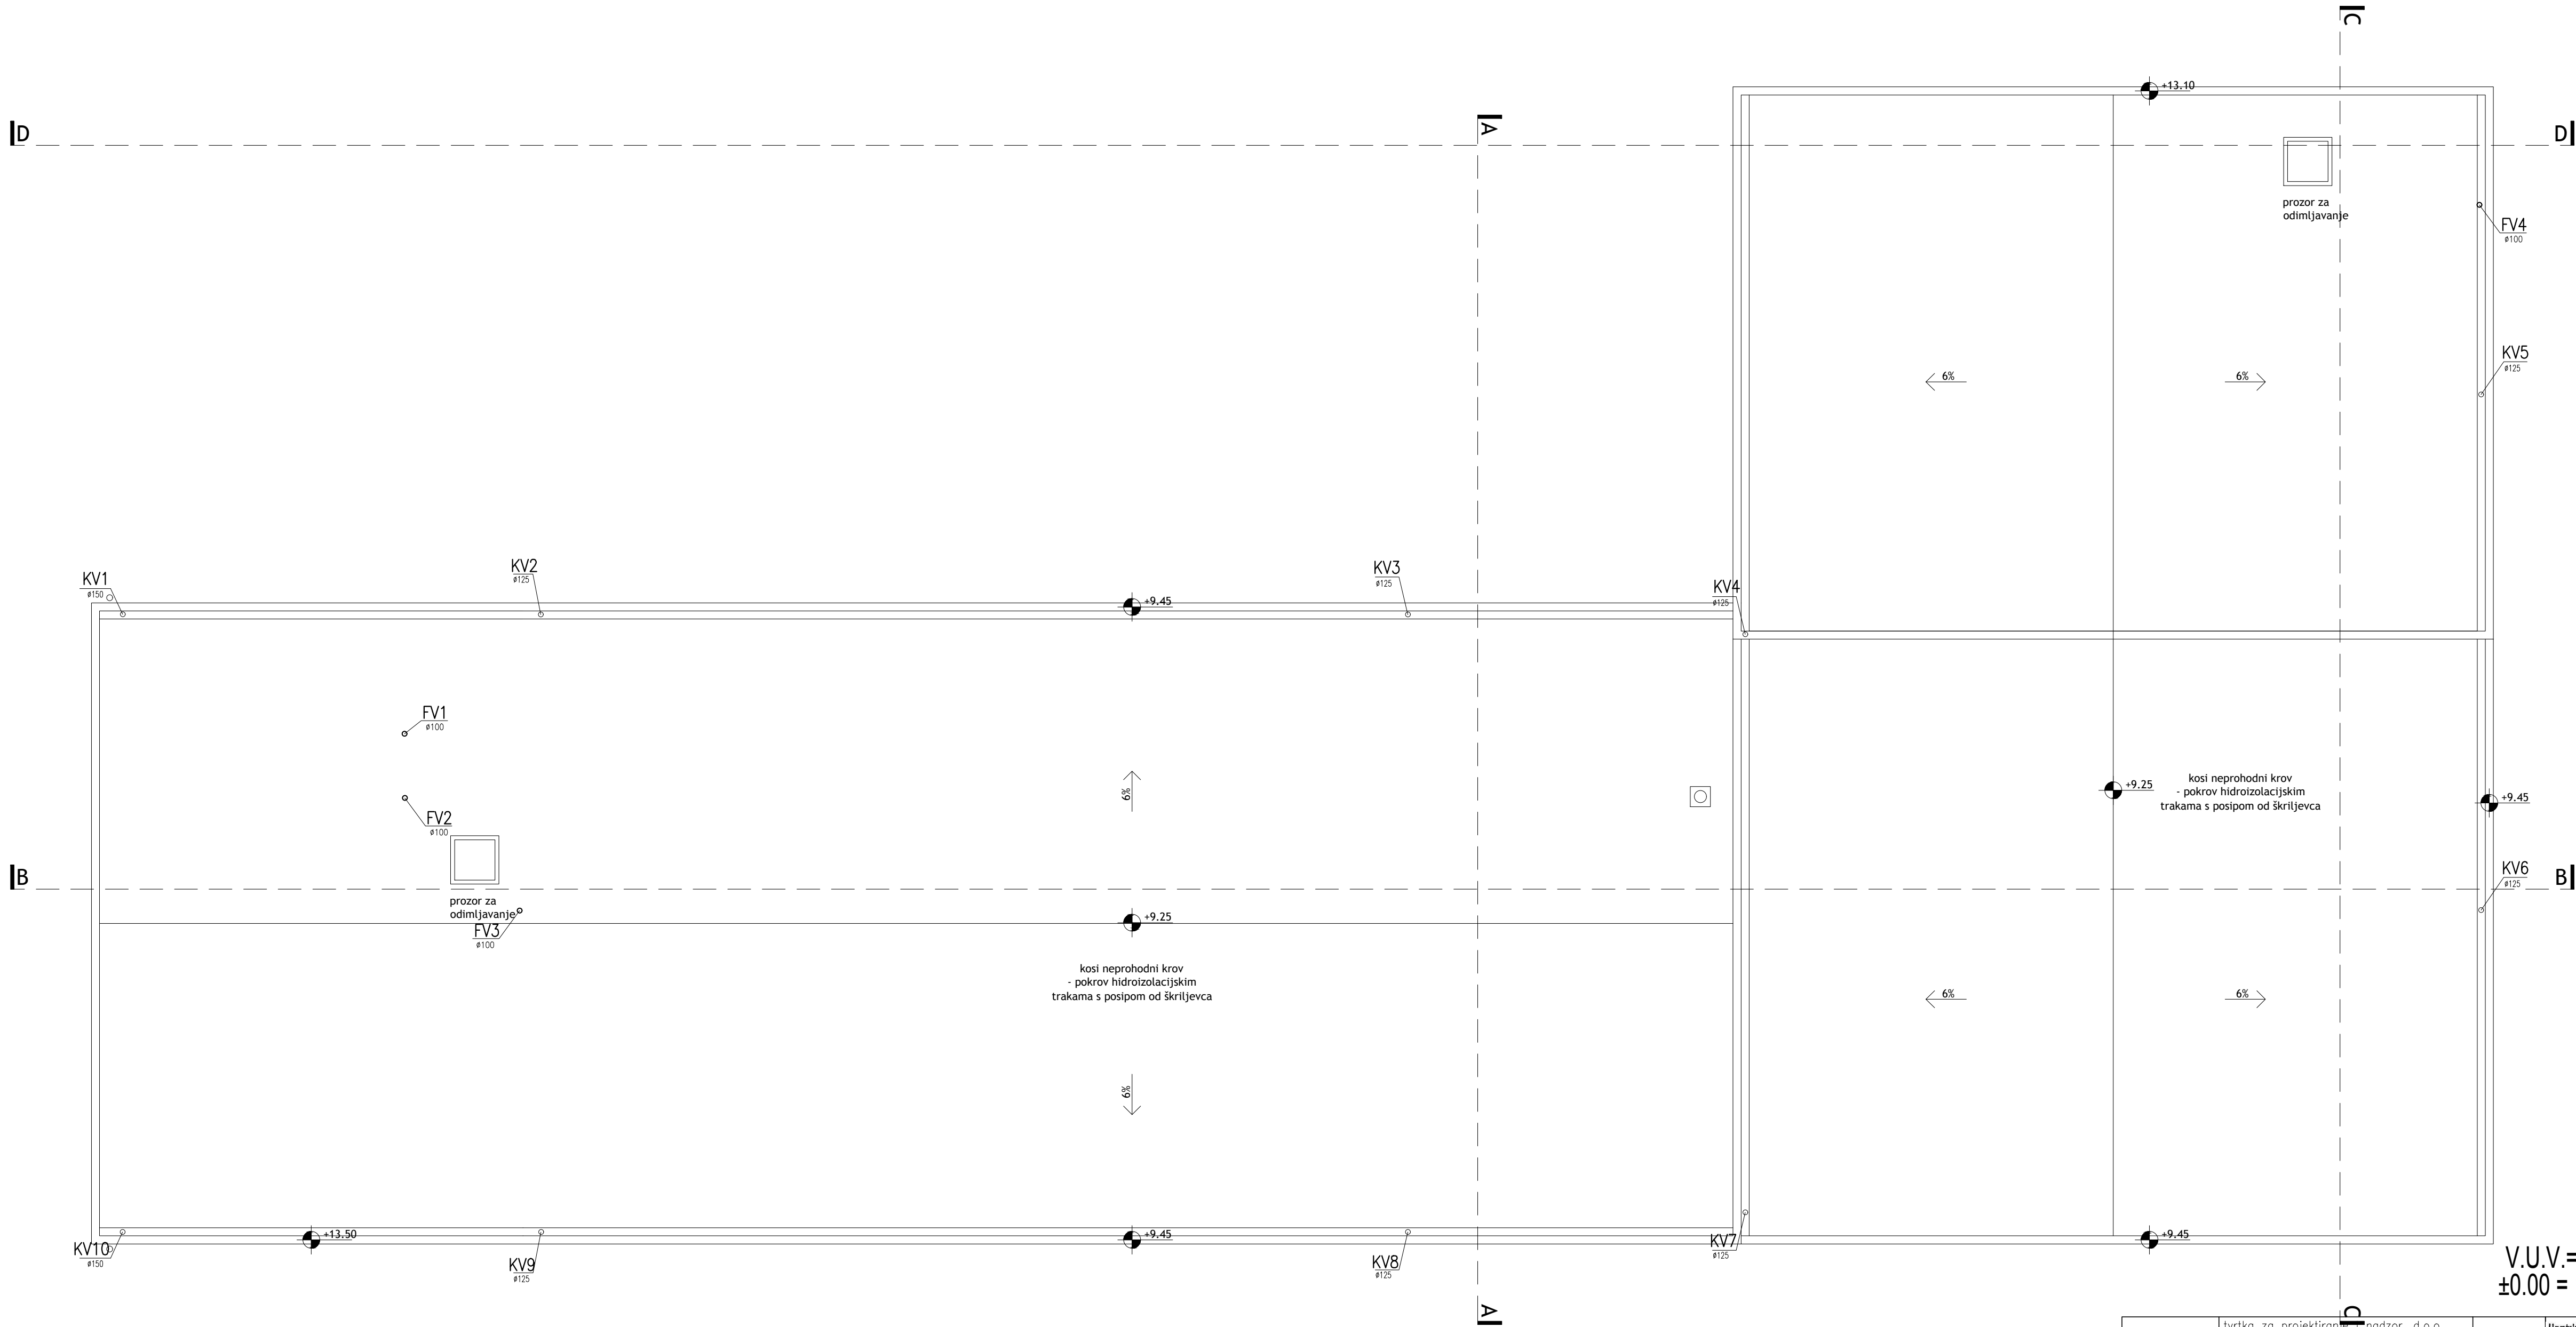 C
+13.10
D
A
D
prozor za
odimljavanje
FV4
ø100
KV5
ø125
6%
6%
KV1
ø150
KV2
ø125
KV3
ø125
KV4
ø125
+9.45
FV1
ø100
FV2
ø100
6%
+9.25
kosi neprohodni krov
- pokrov hidroizolacijskim
trakama s posipom od škriljevca
+9.45
KV6
ø125
B
B
prozor za
odimljavanje
FV3
ø100
+9.25
kosi neprohodni krov
- pokrov hidroizolacijskim
trakama s posipom od škriljevca
6%
6%
6%
KV10
ø150
+13.50
KV9
ø125
+9.45
KV8
ø125
KV7
ø125
+9.45
V.U.V.=
±0.00 =
A
C
tvrtka za projektiranje i nadzor d.o.o.